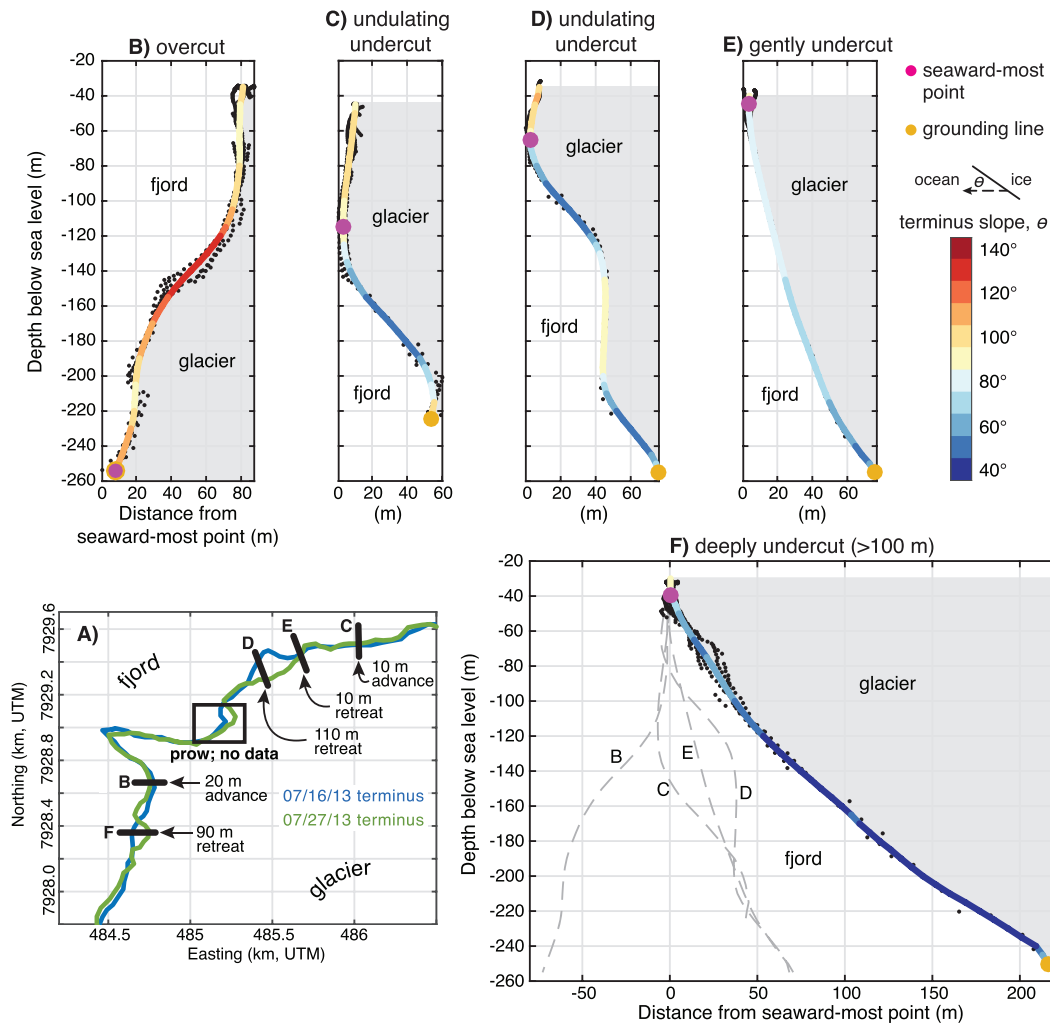 B) overcut
C) undulating
undercut
D) undulating
undercut
E) gently undercut
seaward-most
point
grounding line
ocean
θ
ice
terminus slope, θ
140°
120°
100°
80°
60°
40°
Depth below sea level (m)
-20
-40
-60
-80
-100
-120
-140
-160
-180
-200
-220
-240
-260
fjord
glacier
0 20 40 60 80
Distance from
seaward-most point (m)
glacier
fjord
0 20 40 60
(m)
glacier
fjord
0 20 40 60
(m)
glacier
fjord
0 20 40 60
(m)
A)
fjord
D
E
C
10 m
advance
10 m
retreat
110 m
retreat
prow; no data
B
20 m
advance
07/16/13 terminus
07/27/13 terminus
F
90 m
retreat
glacier
Northing (km, UTM)
7929.6
7929.2
7928.8
7928.4
7928.0
484.5 485 485.5 486
Easting (km, UTM)
F) deeply undercut (>100 m)
Depth below sea level (m)
-20
-40
-60
-80
-100
-120
-140
-160
-180
-200
-220
-240
-260
glacier
B
E
C
D
fjord
-50 0 50 100 150 200
Distance from seaward-most point (m)